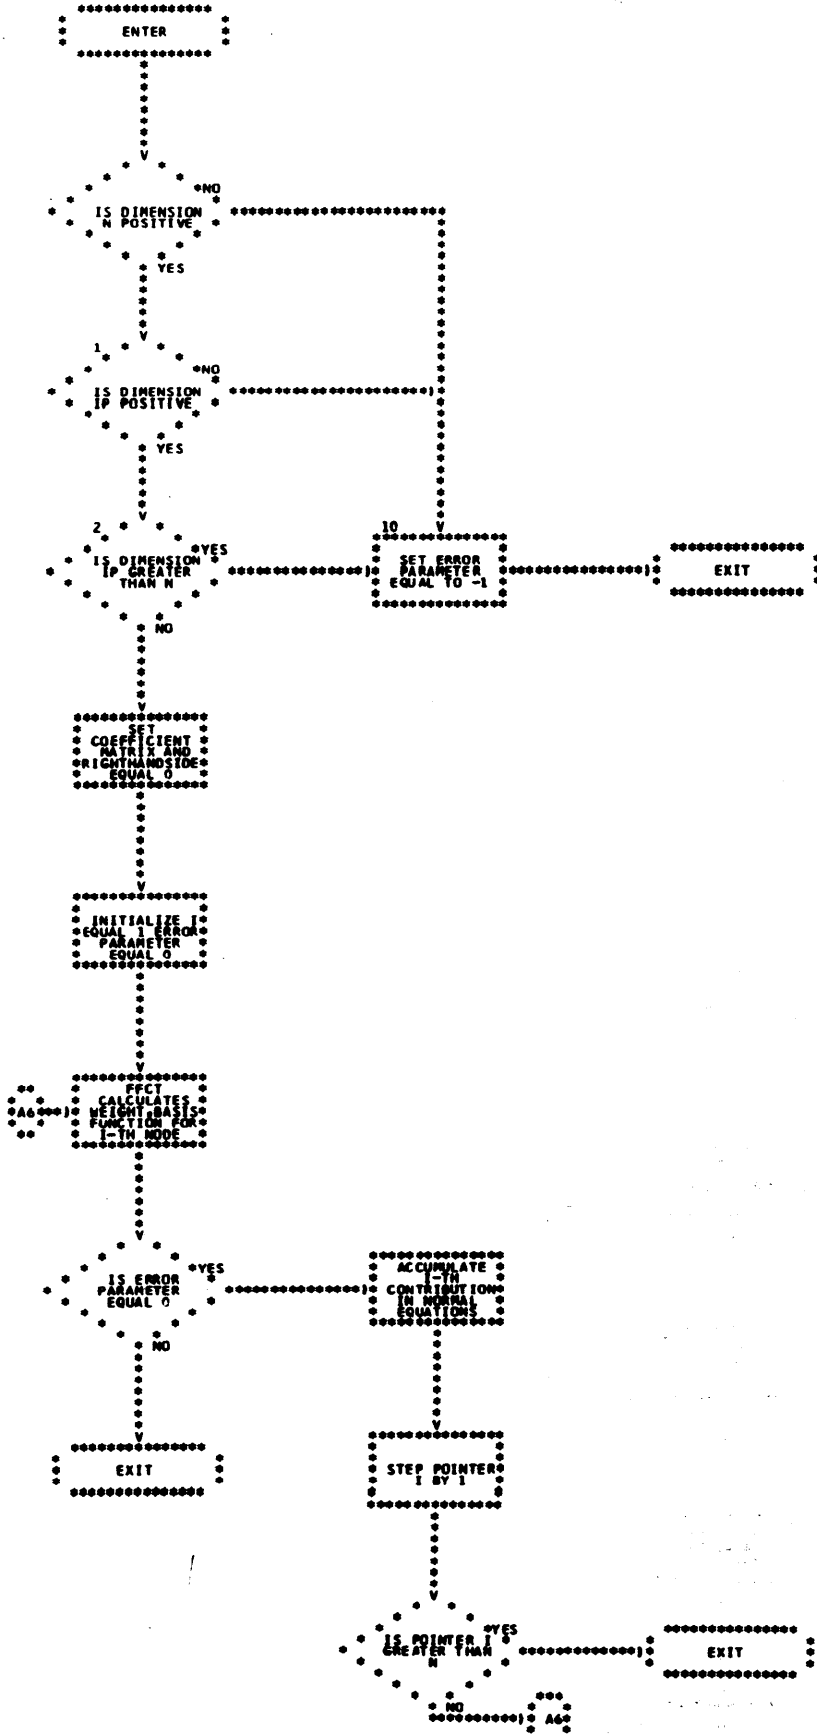 ENTER
NO
IS DIMENSION
N POSITIVE
YES
1
NO
IS DIMENSION
IP POSITIVE
YES
2
YES
IS DIMENSION
IP GREATER
THAN N
NO
10
SET ERROR
PARAMETER
EQUAL TO -1
EXIT
SET
COEFFICIENT
MATRIX AND
RIGHTHANDSIDE
EQUAL 0
INITIALIZE I
EQUAL 1 ERROR
PARAMETER
EQUAL 0
A6
FFCT
CALCULATES
WEIGHT,BASIS
FUNCTION FOR
I-TH NODE
YES
IS ERROR
PARAMETER
EQUAL 0
NO
ACCUMULATE
I-TH
CONTRIBUTION
IN NORMAL
EQUATIONS
EXIT
STEP POINTER
I BY 1
YES
IS POINTER I
GREATER THAN
N
NO
EXIT
A6